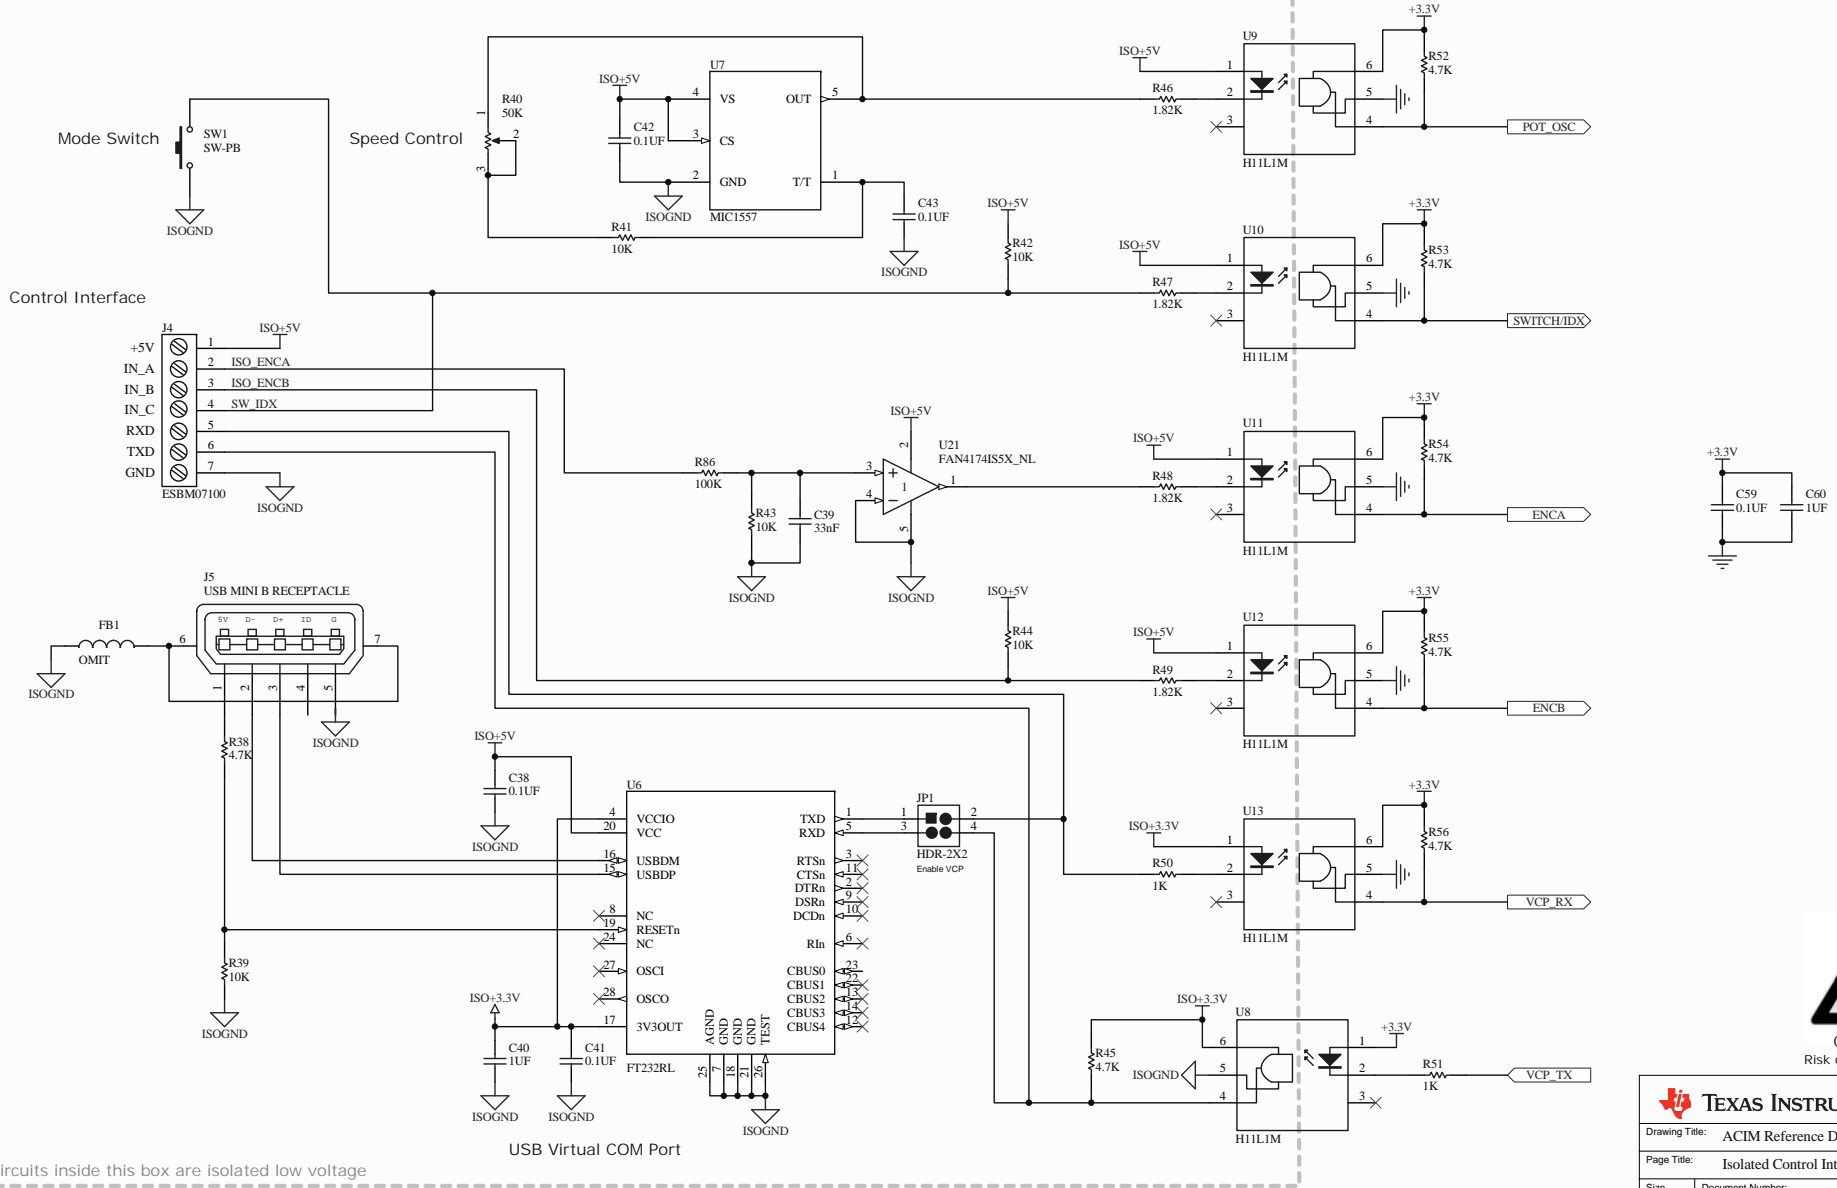 Mode Switch
SW1
SW-PB
ISOGND
Speed Control
R40
50K
1
2
3
ISO+5V
C42
0.1UF
ISOGND
U7
4 VS
3 CS
2 GND
OUT 5
T/T 1
MIC1557
R41
10K
C43
0.1UF
ISOGND
ISO+5V
R42
10K
ISO+5V
R46
1.82K
U9
1
2
3
6
5
4
H11L1M
+3.3V
R52
4.7K
POT_OSC
ISO+5V
R47
1.82K
U10
1
2
3
6
5
4
H11L1M
+3.3V
R53
4.7K
SWITCH/IDX
Control Interface
J4
+5V 1 ISO+5V
IN_A 2 ISO_ENCA
IN_B 3 ISO_ENCB
IN_C 4 SW_IDX
RXD 5
TXD 6
GND 7
ESBM07100
ISOGND
R86
100K
R43
10K
C39
33nF
ISOGND
ISO+5V
U21
FAN4174IS5X_NL
2
3
4
1
1
5
ISOGND
ISO+5V
R48
1.82K
U11
1
2
3
6
5
4
H11L1M
+3.3V
R54
4.7K
ENCA
+3.3V
C59
0.1UF
C60
1UF
ISO+5V
R44
10K
ISO+5V
R49
1.82K
U12
1
2
3
6
5
4
H11L1M
+3.3V
R55
4.7K
ENCB
J5
USB MINI B RECEPTACLE
5V D- D+ ID G
6
7
1 2 3 4 5
FB1
OMIT
ISOGND
ISOGND
R38
4.7K
R39
10K
ISOGND
ISO+5V
C38
0.1UF
ISOGND
U6
4 VCCIO
20 VCC
16 USBDM
15 USBDP
8 NC
19 RESETn
24 NC
27 OSCI
28 OSCO
17 3V3OUT
TXD 1
RXD 5
RTSn 3
CTSn 11
DTRn 2
DSRn 9
DCDn 10
RIn 6
CBUS0 23
CBUS1 22
CBUS2 13
CBUS3 14
CBUS4 12
AGND GND GND GND TEST
25 7 18 21 26
FT232RL
ISOGND
ISO+3.3V
C40
1UF
C41
0.1UF
ISOGND
ISOGND
JP1
1 2
3 4
HDR-2X2
Enable VCP
ISO+3.3V
R50
1K
U13
1
2
3
6
5
4
H11L1M
+3.3V
R56
4.7K
VCP_RX
ISO+3.3V
R45
4.7K
ISOGND
U8
6
5
4
1
2
3
H11L1M
+3.3V
R51
1K
VCP_TX
USB Virtual COM Port
ircuits inside this box are isolated low voltage
Risk
TEXAS INSTRU
Drawing Title: ACIM Reference D
Page Title: Isolated Control Int
Size Document Number: